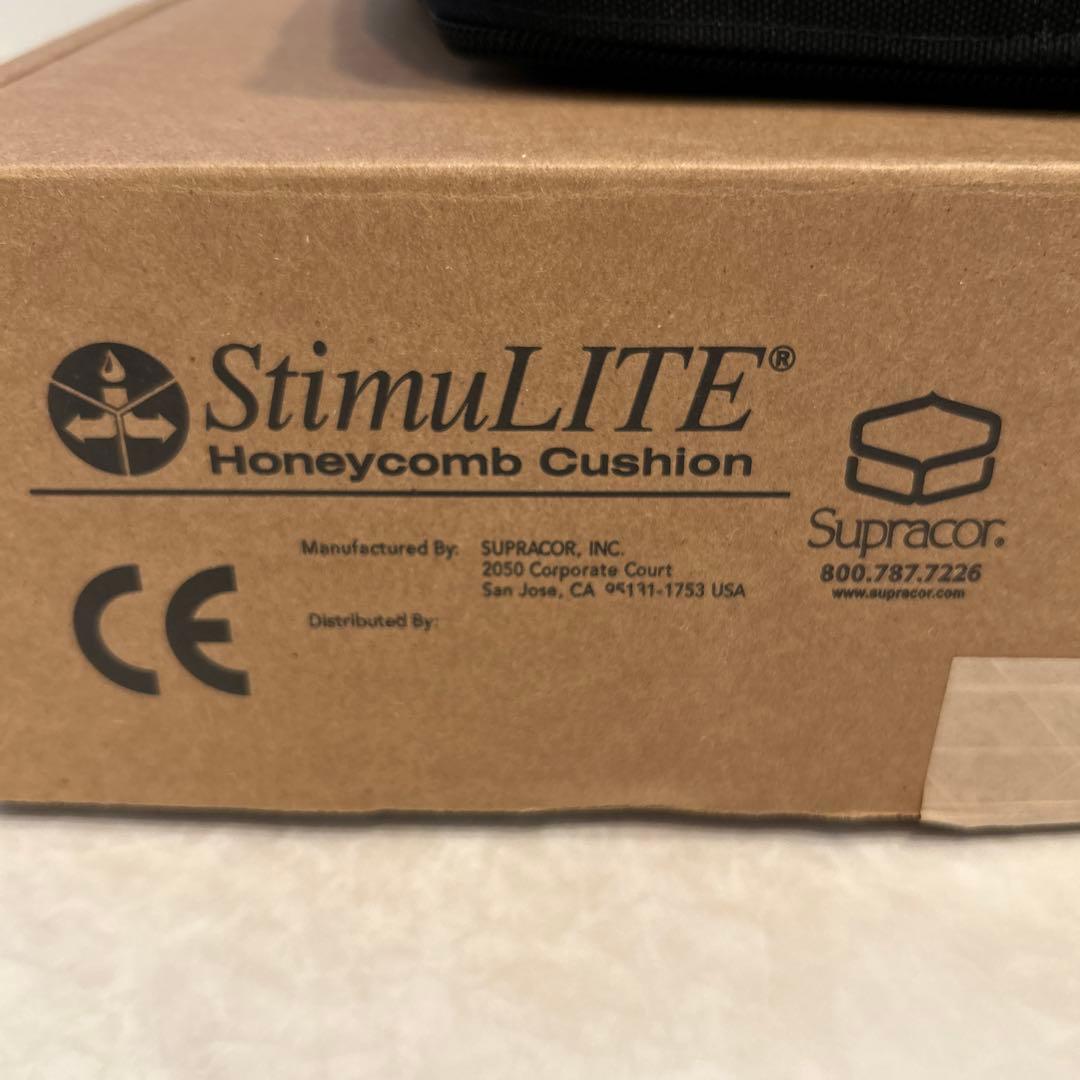 StimuLITE®
Honeycomb Cushion
Supracor®
800.787.7226
www.supracor.com
CE
Manufactured By: SUPRACOR, INC.
2050 Corporate Court
San Jose, CA 95131-1753 USA
Distributed By: